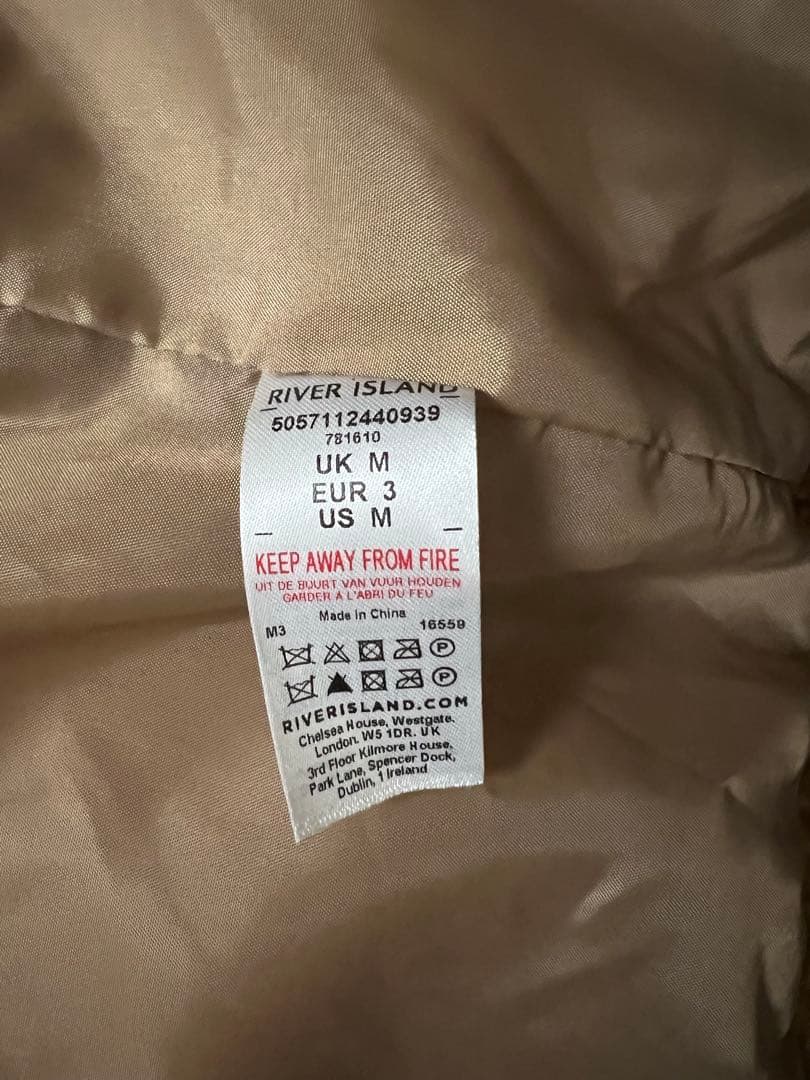 RIVER ISLAND
5057112440939
781610
UK M
EUR 3
US M
KEEP AWAY FROM FIRE
UIT DE BUURT VAN VUUR HOUDEN
GARDER A L'ABRI DU FEU
Made in China
M3 16559
P
P
RIVERISLAND.COM
Chelsea House, Westgate,
London. W5 1DR. UK
3rd Floor Kilmore House,
Park Lane, Spencer Dock,
Dublin, 1 Ireland